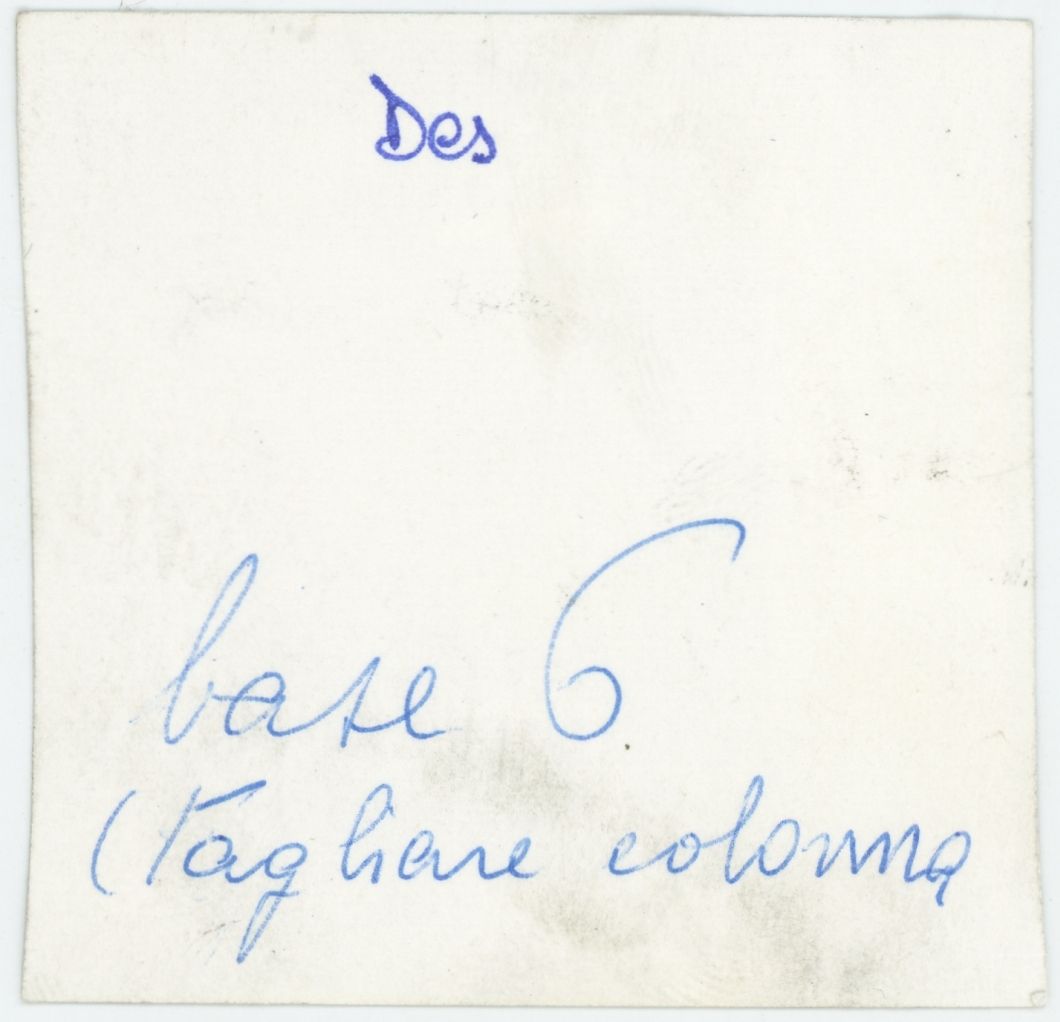 Des
base 6
(Tagliare colonna